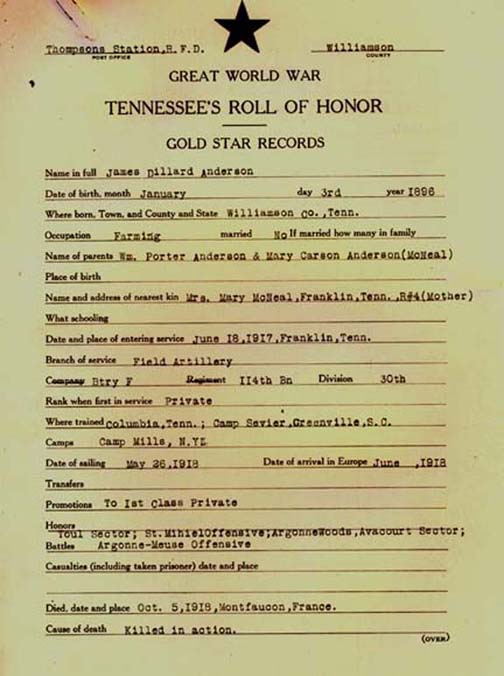 Thompsons Station,R.F.D. Williamson
POST OFFICE COUNTY
GREAT WORLD WAR
TENNESSEE'S ROLL OF HONOR
GOLD STAR RECORDS
Name in full James Dillard Anderson
Date of birth, month January day 3rd year 1896
Where born, Town, and County and State Williamson co.,Tenn.
Occupation Farming married No If married how many in family
Name of parents Wm. Porter Anderson & Mary Carson Anderson(McNeal)
Place of birth
Name and address of nearest kin Mrs. Mary McNeal,Franklin,Tenn.,R#4(Mother)
What schooling
Date and place of entering service June 18,1917,Franklin,Tenn.
Branch of service Field Artillery
Company Btry F Regiment 114th Bn Division 30th
Rank when first in service Private
Where trained Columbia,Tenn.; Camp Sevier,Greenville,S.C.
Camps Camp Mills, N.Y.
Date of sailing May 26,1918 Date of arrival in Europe June ,1918
Transfers
Promotions To 1st Class Private
Honors
Toul Sector; St.MihielOffensive;ArgonneWoods,Avacourt Sector;
Battles Argonne-Meuse Offensive
Casualties (including taken prisoner) date and place
Died, date and place Oct. 5,1918,Montfaucon,France.
Cause of death Killed in action.
(OVER)